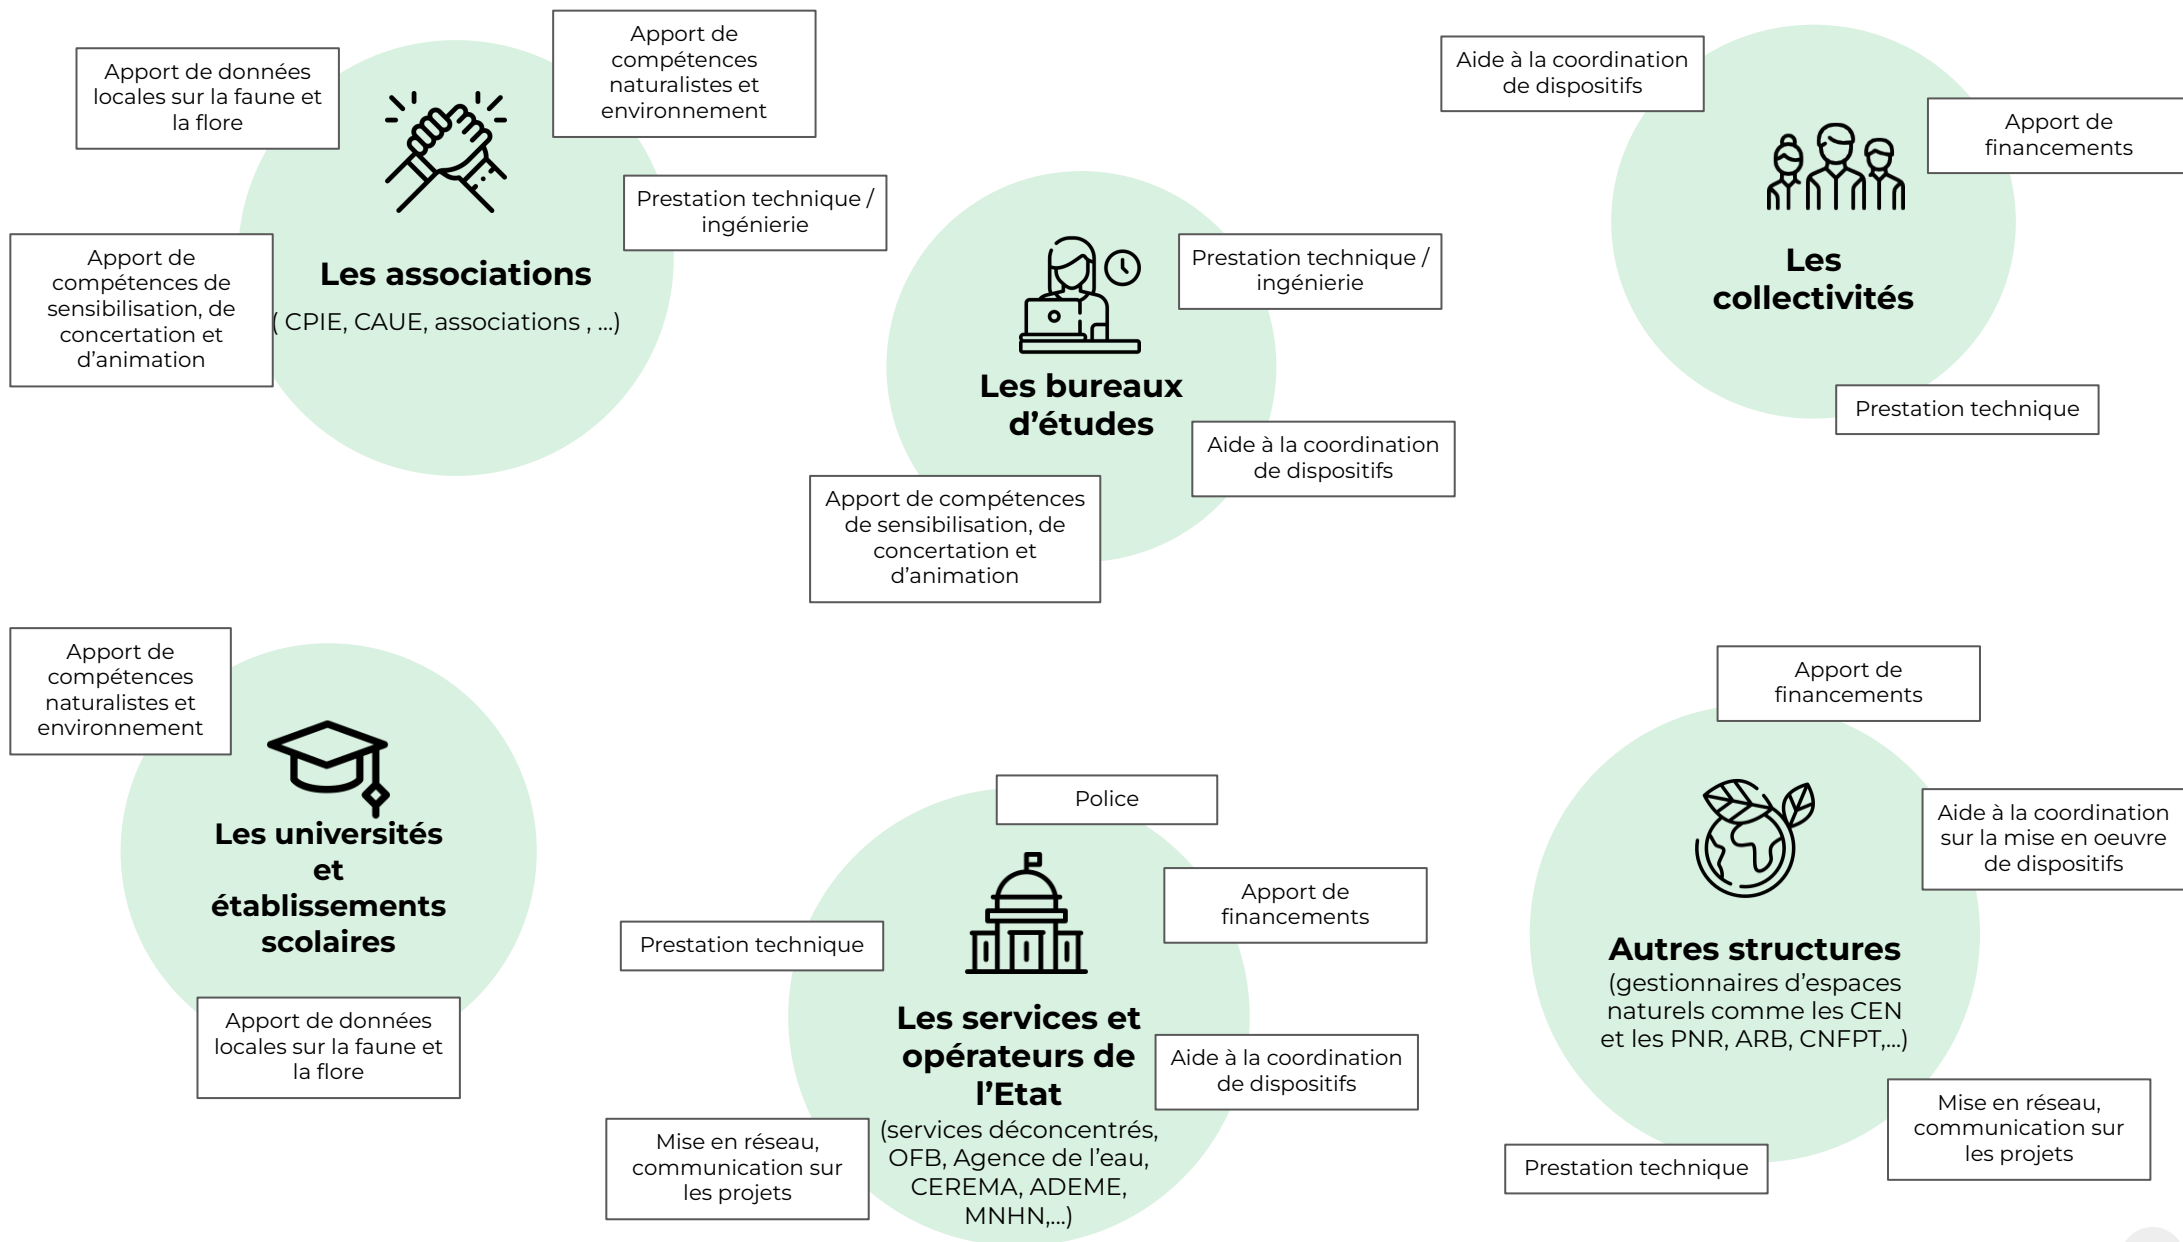 Apport de données
locales sur la faune et
la flore
Apport de
compétences
naturalistes et
environnement
Prestation technique /
ingénierie
Apport de
compétences de
sensibilisation, de
concertation et
d'animation
Les associations
( CPIE, CAUE, associations , ...)
Prestation technique /
ingénierie
Les bureaux
d'études
Aide à la coordination
de dispositifs
Apport de compétences
de sensibilisation, de
concertation et
d'animation
Aide à la coordination
de dispositifs
Apport de
financements
Les
collectivités
Prestation technique
Apport de
compétences
naturalistes et
environnement
Les universités
et
établissements
scolaires
Apport de données
locales sur la faune et
la flore
Police
Apport de
financements
Prestation technique
Les services et
opérateurs de
l'Etat
(services déconcentrés,
OFB, Agence de l'eau,
CEREMA, ADEME,
MNHN,...)
Aide à la coordination
de dispositifs
Mise en réseau,
communication sur
les projets
Apport de
financements
Aide à la coordination
sur la mise en oeuvre
de dispositifs
Autres structures
(gestionnaires d'espaces
naturels comme les CEN
et les PNR, ARB, CNFPT,...)
Mise en réseau,
communication sur
les projets
Prestation technique